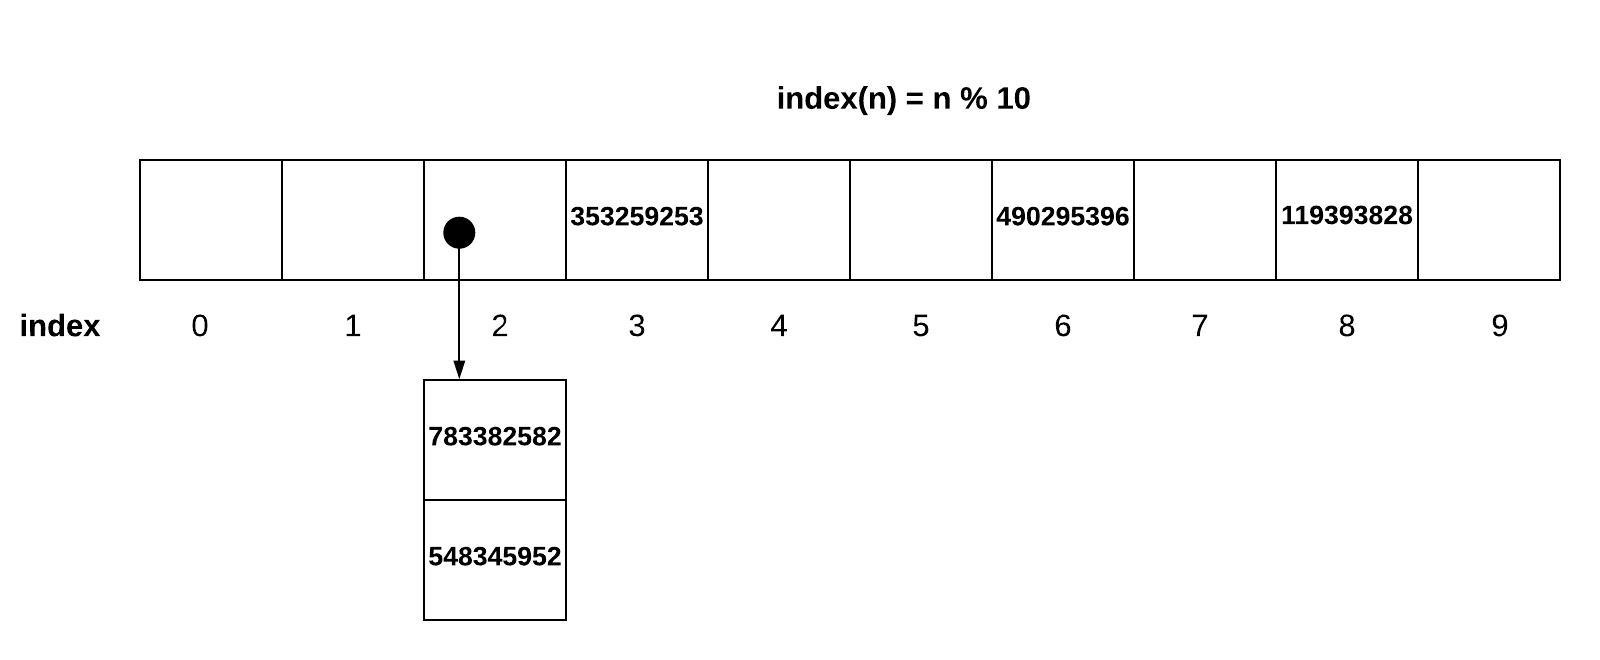 index(n) = n % 10
353259253 490295396 119393828
index 0 1 2 3 4 5 6 7 8 9
783382582
548345952